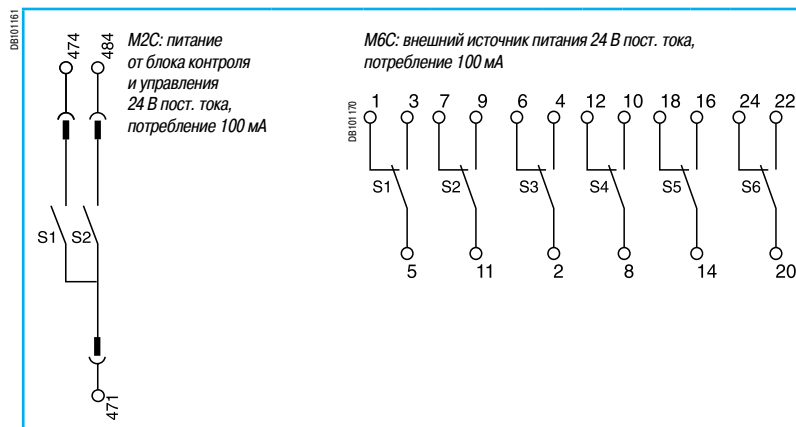 DB101161
474
484
M2C: питание
от блока контроля
и управления
24 В пост. тока,
потребление 100 мА
S1 S2
471
M6C: внешний источник питания 24 В пост. тока,
потребление 100 мА
DB101170
1 3 7 9 6 4 12 10 18 16 24 22
S1 S2 S3 S4 S5 S6
5 11 2 8 14 20